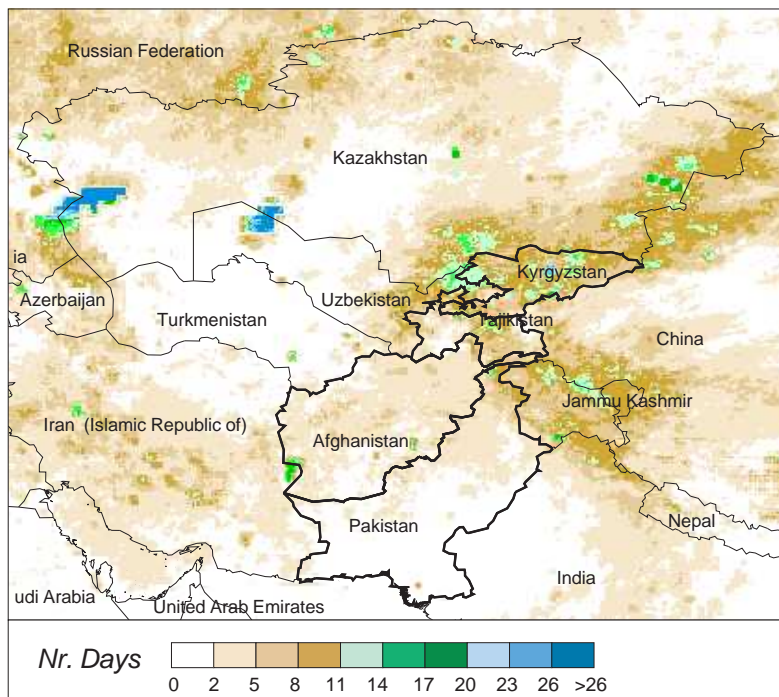 Russian Federation
Kazakhstan
ia
Kyrgyzstan
Azerbaijan
Uzbekistan
Turkmenistan
Tajikistan
China
Jammu Kashmir
Iran (Islamic Republic of)
Afghanistan
Pakistan
Nepal
India
udi Arabia
United Arab Emirates
Nr. Days
0 2 5 8 11 14 17 20 23 26 >26